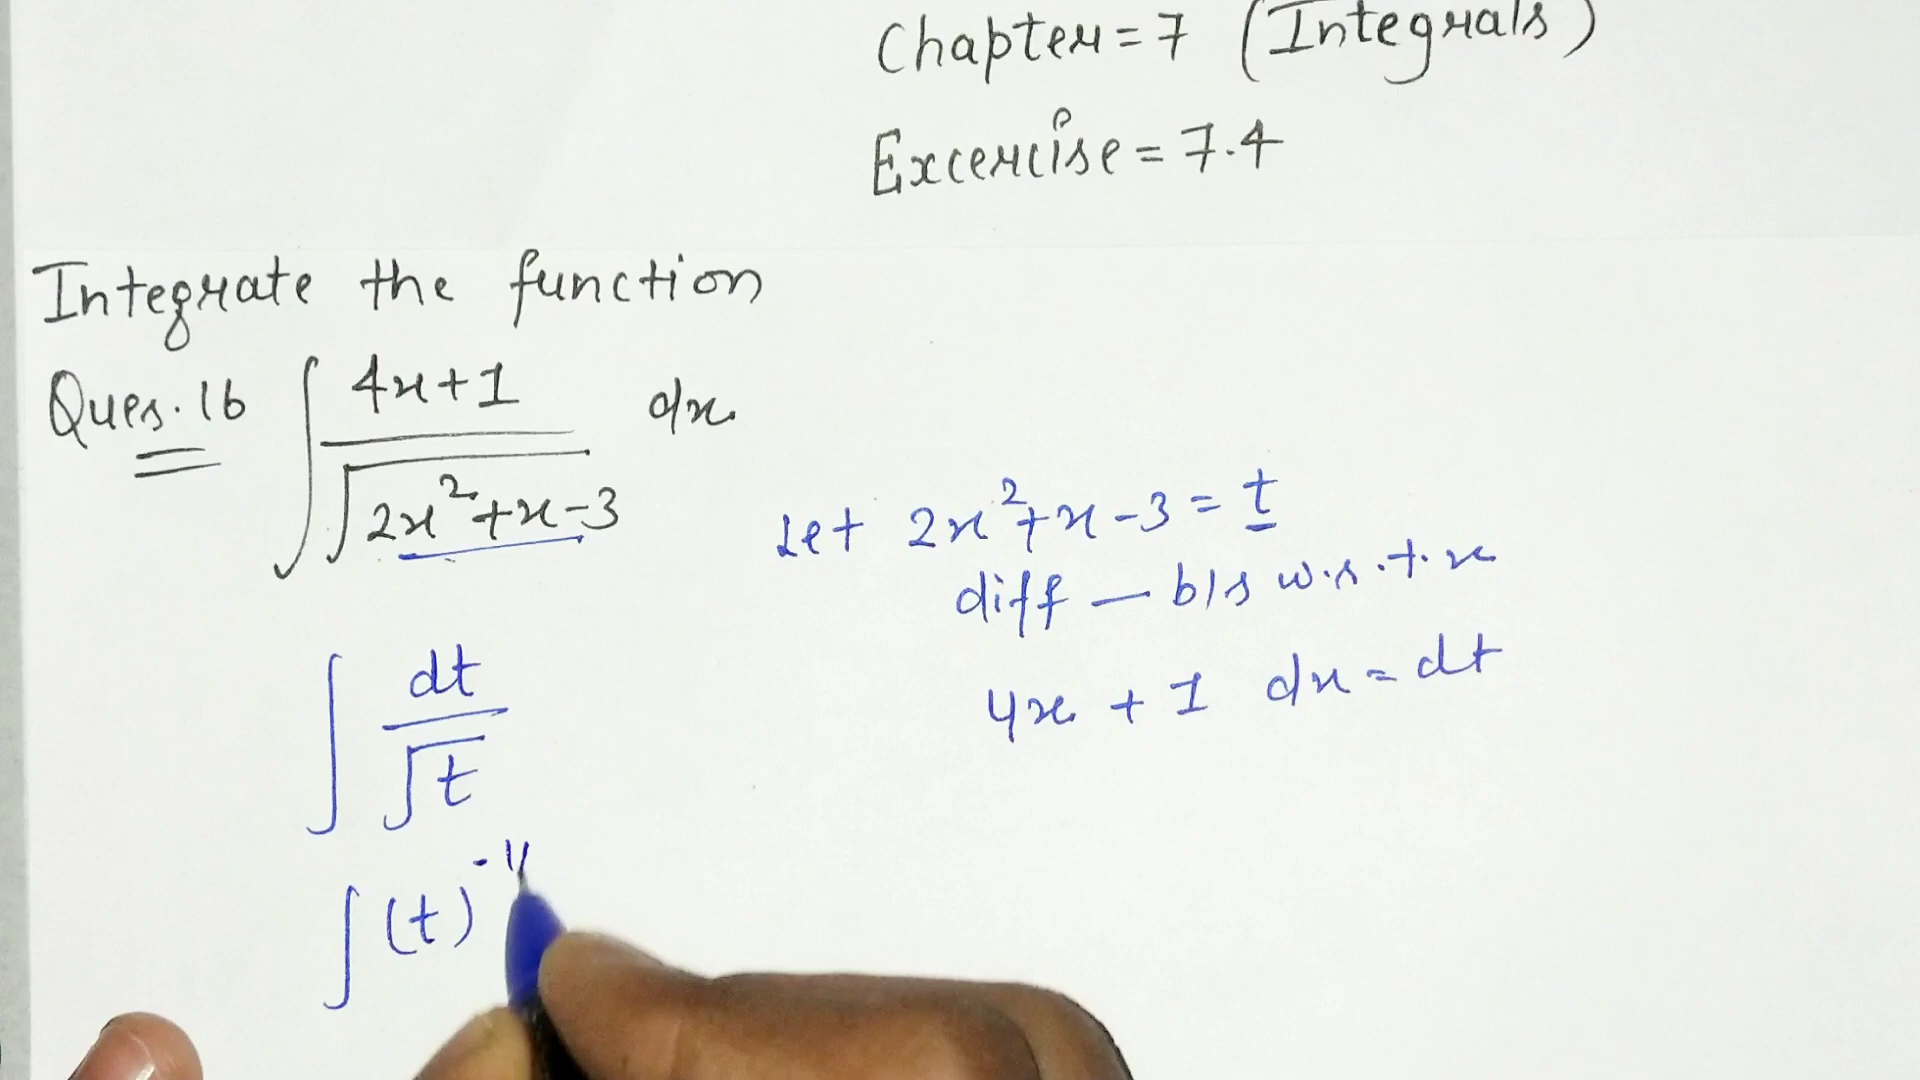 Chapter = 7 (Integrals)
Excercise = 7.4
Integrate the function
Ques. 16 ∫ 4x+1 / √2x²+x-3 dx
Let 2x²+x-3 = t
diff — b/s w.r.t. x
4x + 1 dx = dt
∫ dt / √t
∫ (t)^-1/